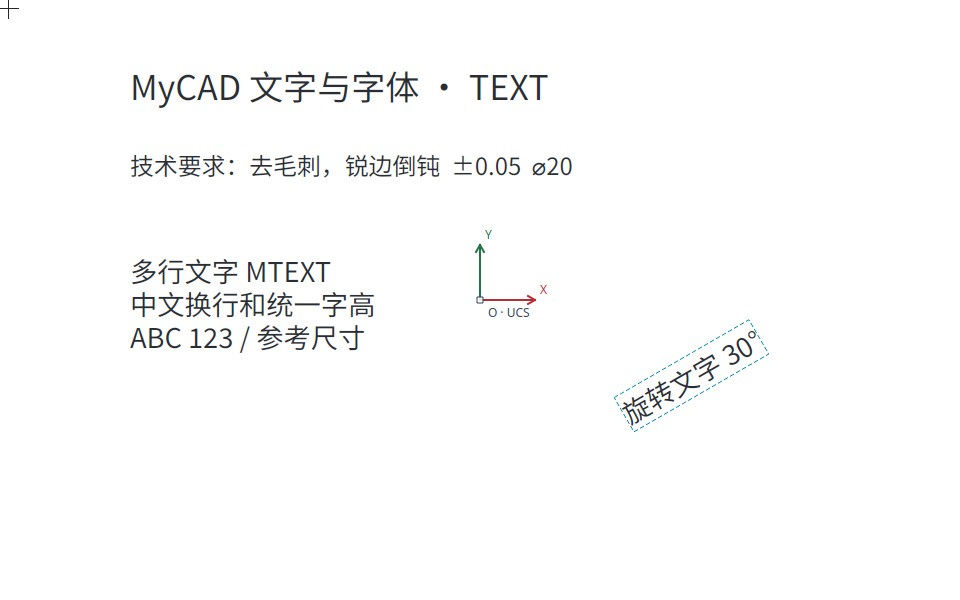 MyCAD 文字与字体 · TEXT
技术要求：去毛刺，锐边倒钝 ±0.05 ⌀20
Y
多行文字 MTEXT
X
中文换行和统一字高
O · UCS
ABC 123 / 参考尺寸
旋转文字 30°